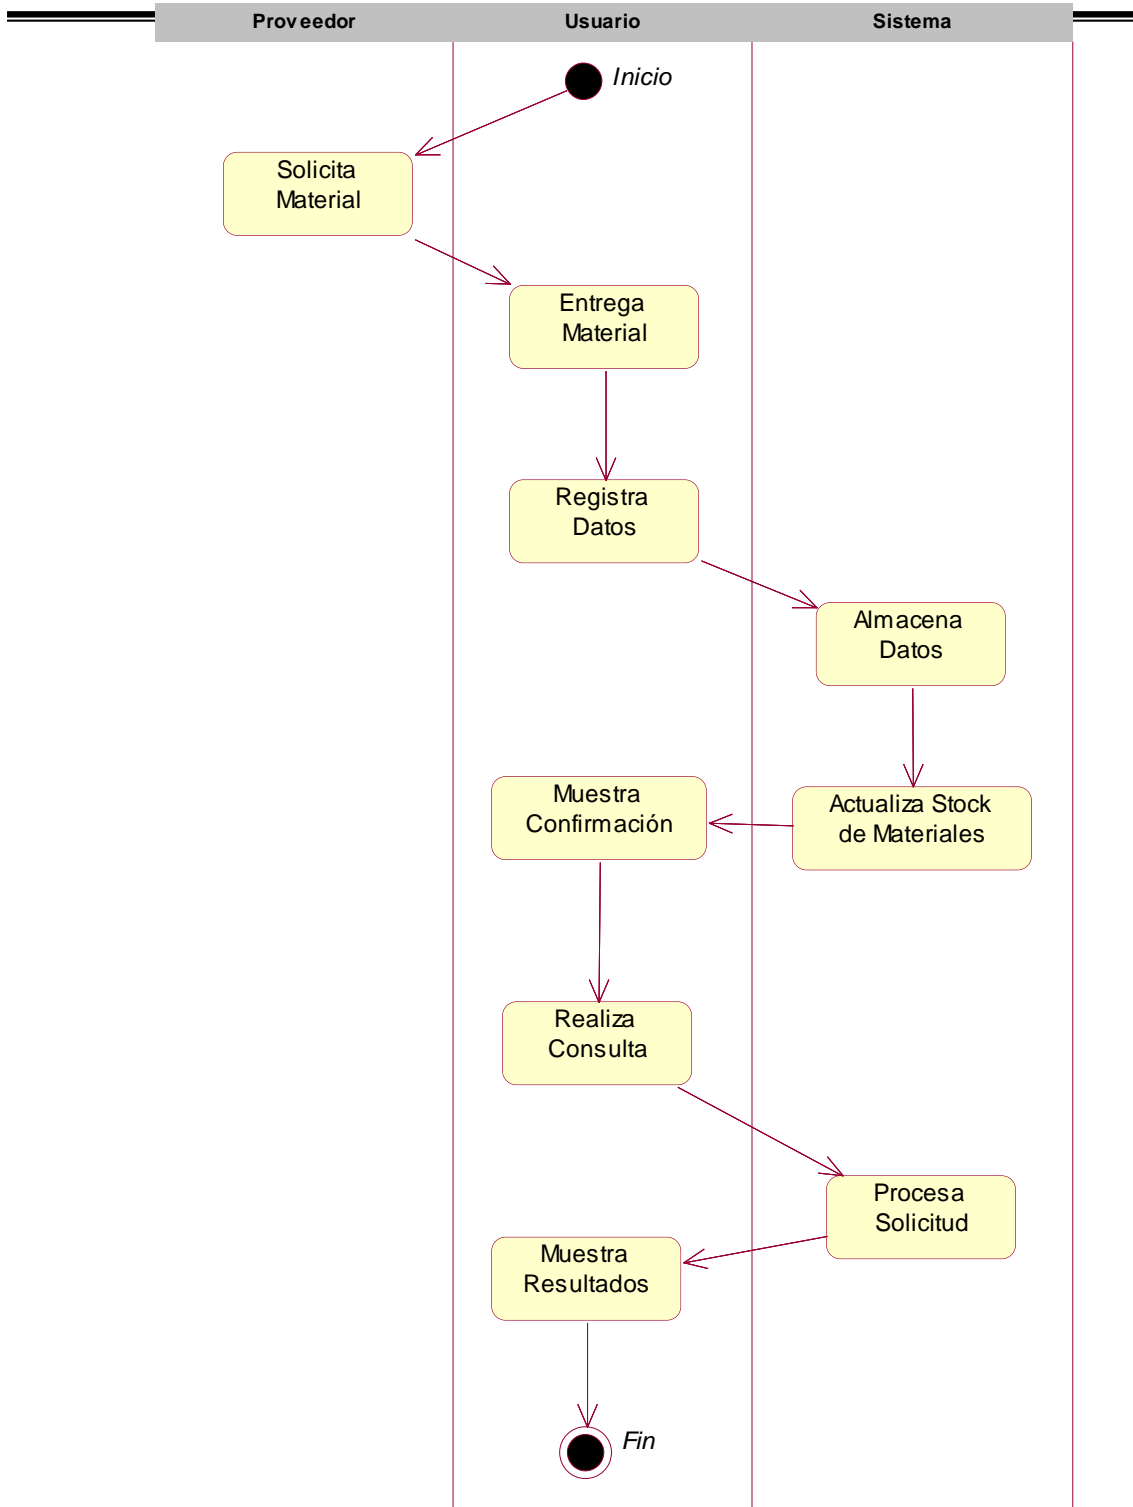 Proveedor
Usuario
Sistema
Inicio
Solicita
Material
Entrega
Material
Registra
Datos
Almacena
Datos
Muestra
Confirmación
Actualiza Stock
de Materiales
Realiza
Consulta
Procesa
Solicitud
Muestra
Resultados
Fin